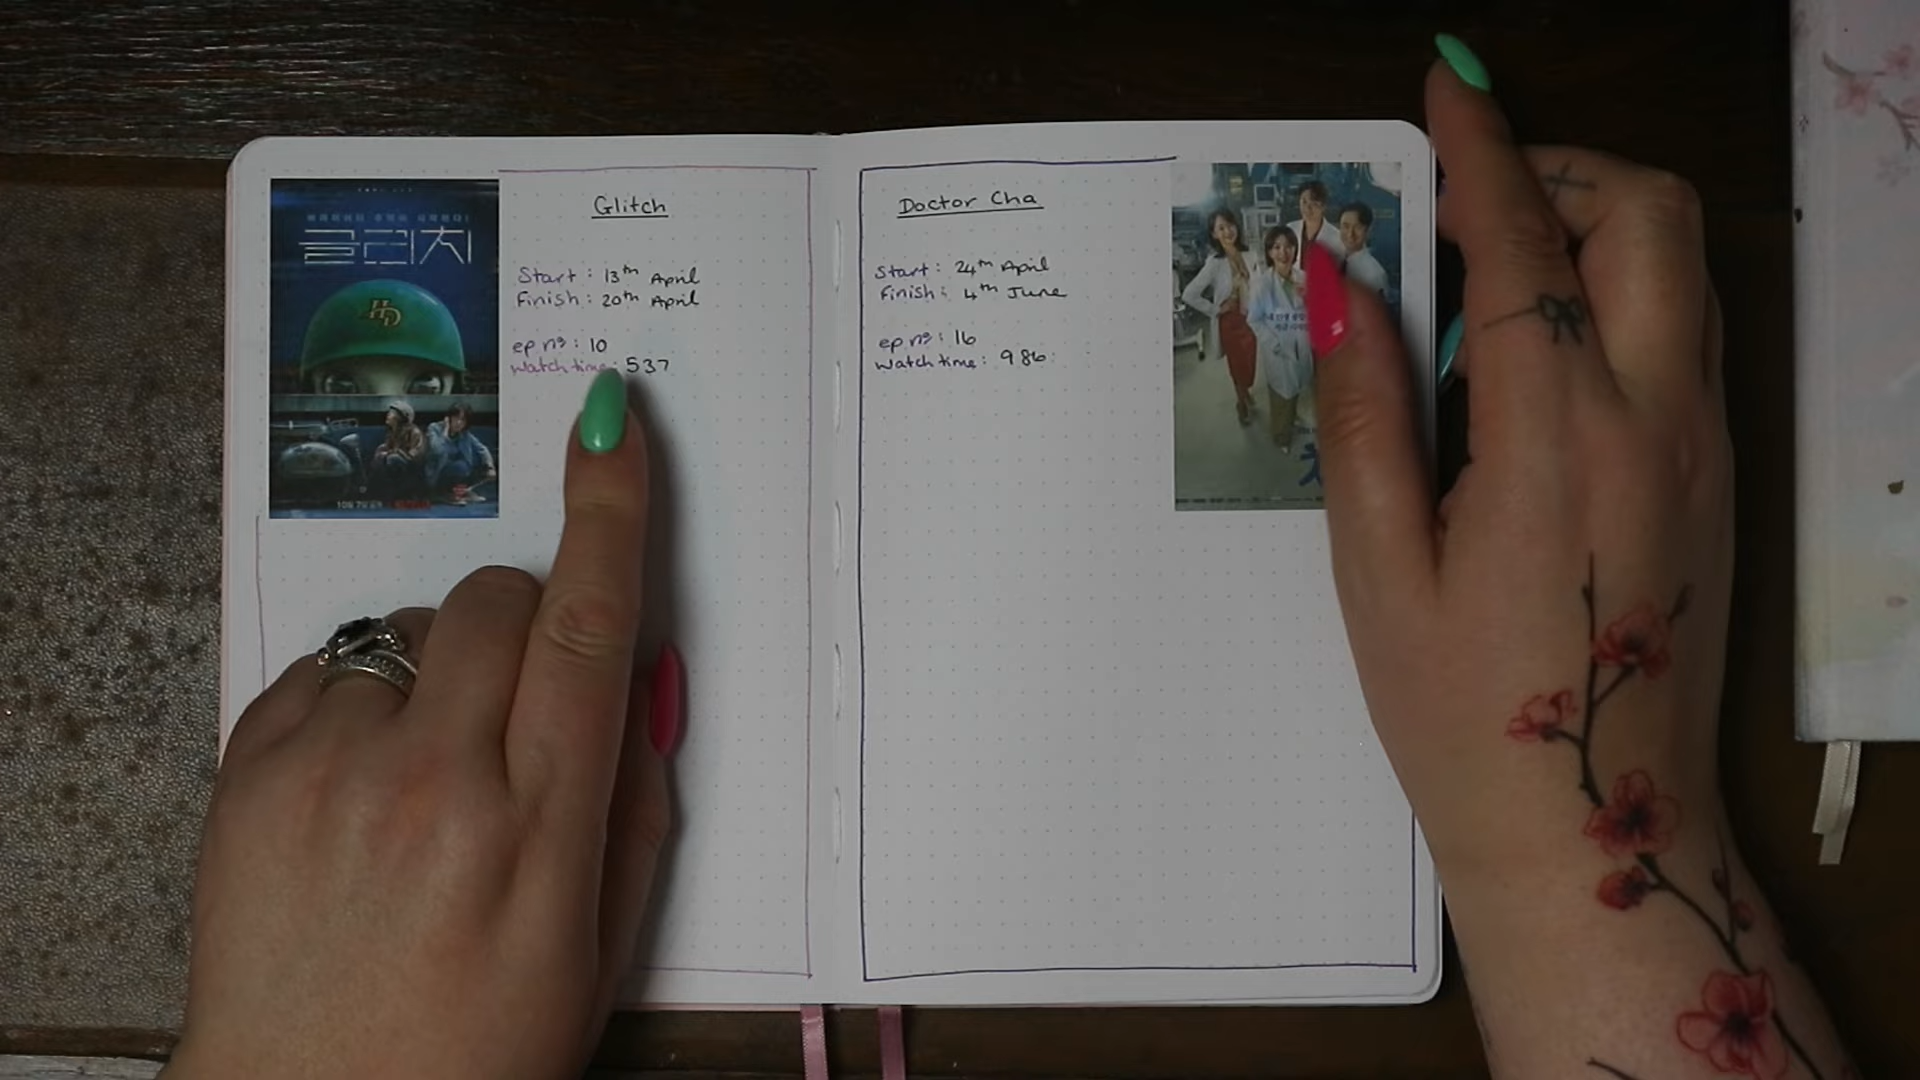 글리치
HD
Glitch
Start : 13th April
Finish : 20th April
ep nº : 10
Watch time : 537
Doctor Cha
Start : 24th April
Finish : 4th June
ep nº : 16
Watch time : 986